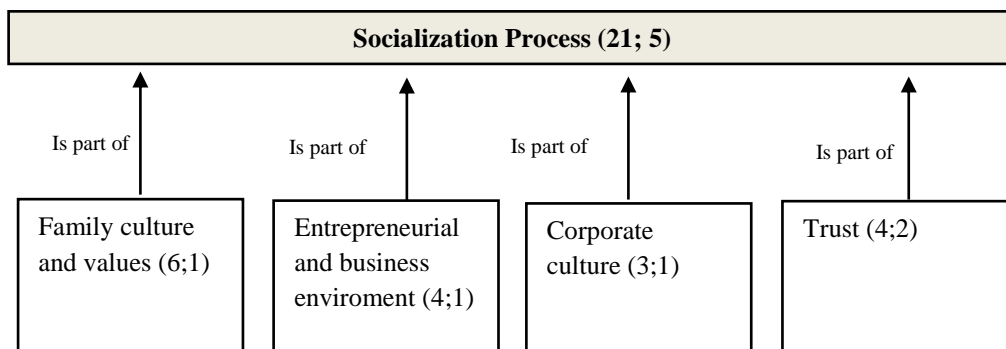 Socialization Process (21; 5)
Is part of
Is part of
Is part of
Is part of
Family culture
and values (6;1)
Entrepreneurial
and business
enviroment (4;1)
Corporate
culture (3;1)
Trust (4;2)